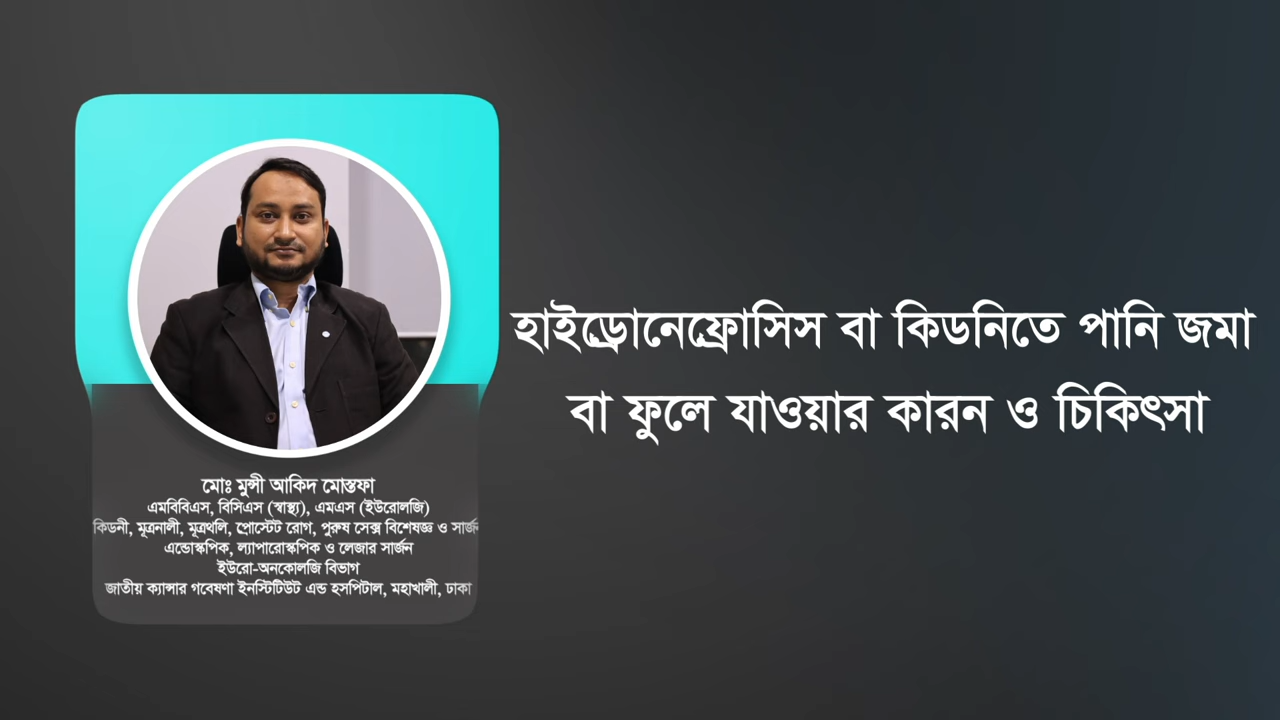 হাইড্রোনেফ্রোসিস বা কিডনিতে পানি জমা
বা ফুলে যাওয়ার কারন ও চিকিৎসা
মোঃ মুন্সী আকিদ মোস্তফা
এমবিবিএস, বিসিএস (স্বাস্থ্য), এমএস (ইউরোলজি)
কিডনী, মূত্রনালী, মূত্রথলি, প্রোস্টেট রোগ, পুরুষ সেক্স বিশেষজ্ঞ ও সার্জন
এন্ডোস্কপিক, ল্যাপারোস্কপিক ও লেজার সার্জন
ইউরো-অনকোলজি বিভাগ
জাতীয় ক্যান্সার গবেষণা ইনস্টিটিউট এন্ড হসপিটাল, মহাখালী, ঢাকা